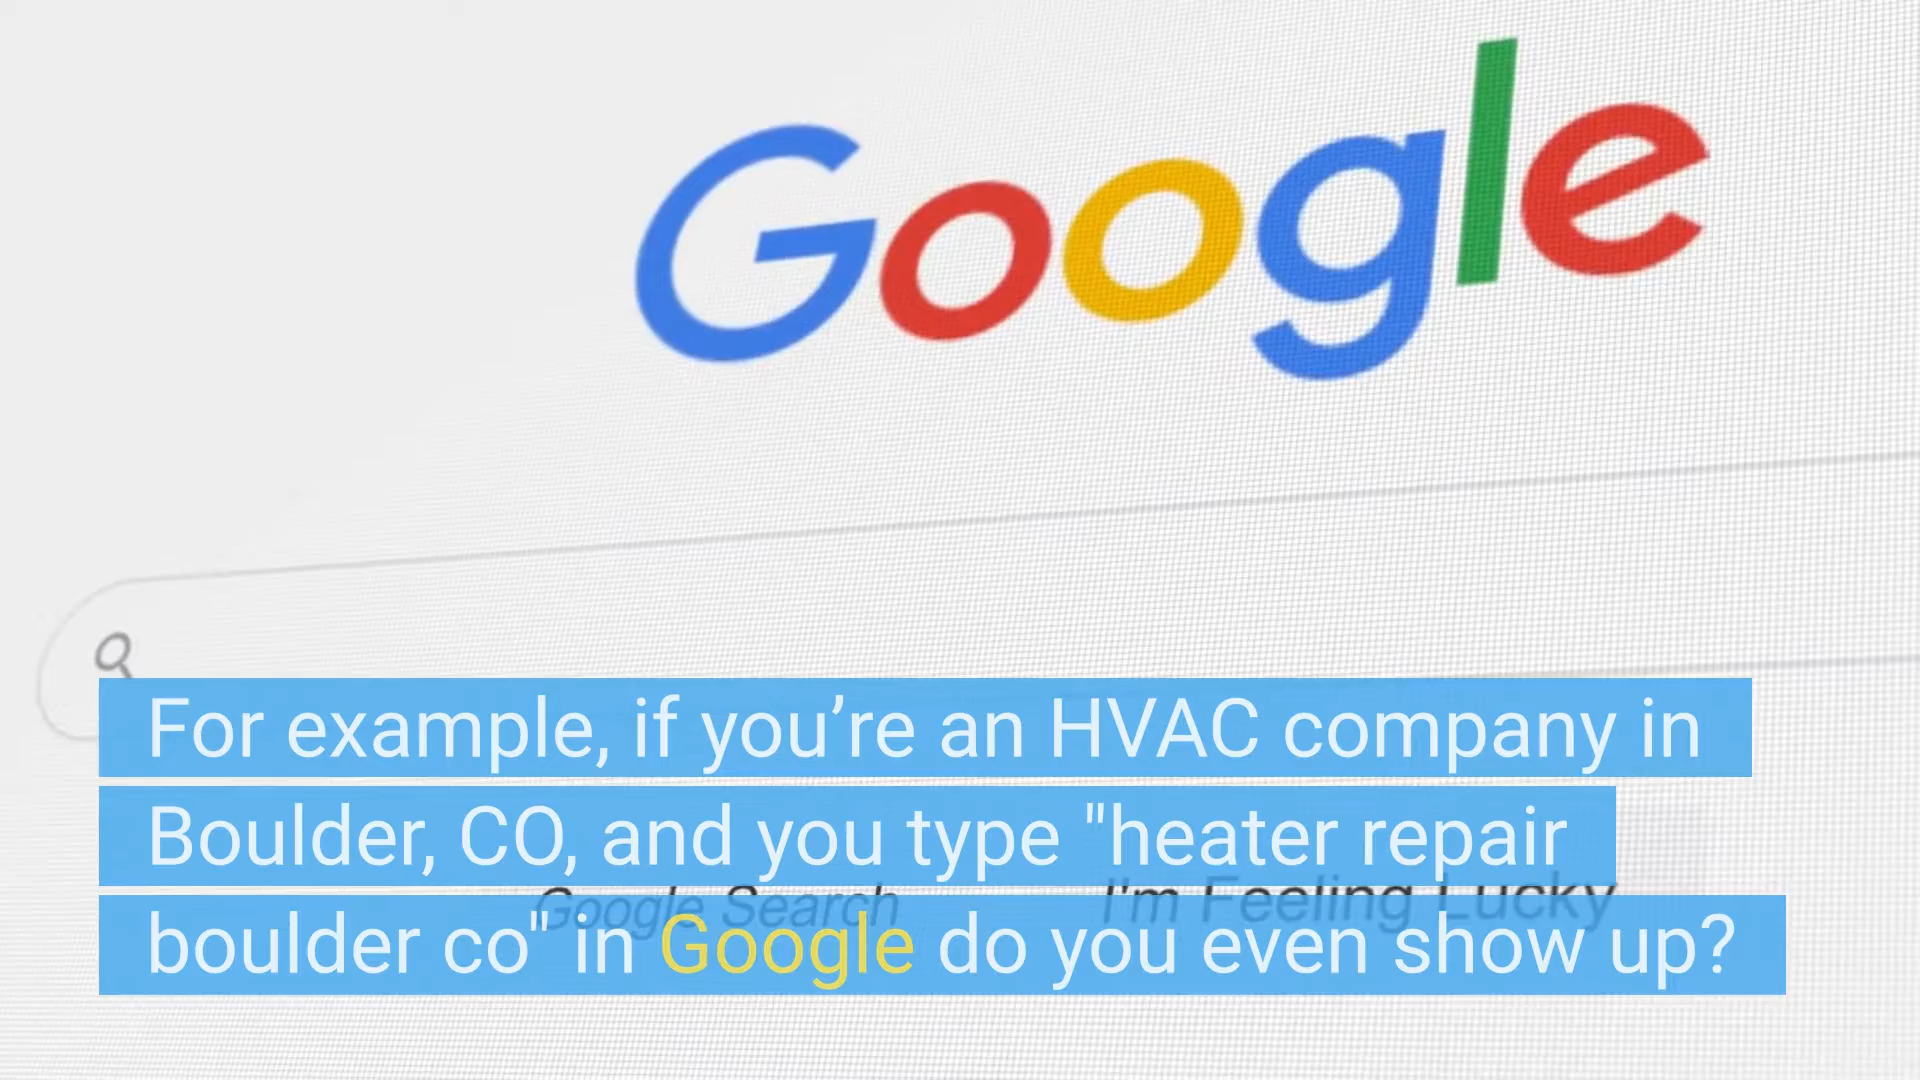 Google
For example, if you’re an HVAC company in
Boulder, CO, and you type "heater repair
Google Search I'm Feeling Lucky
boulder co" in Google do you even show up?